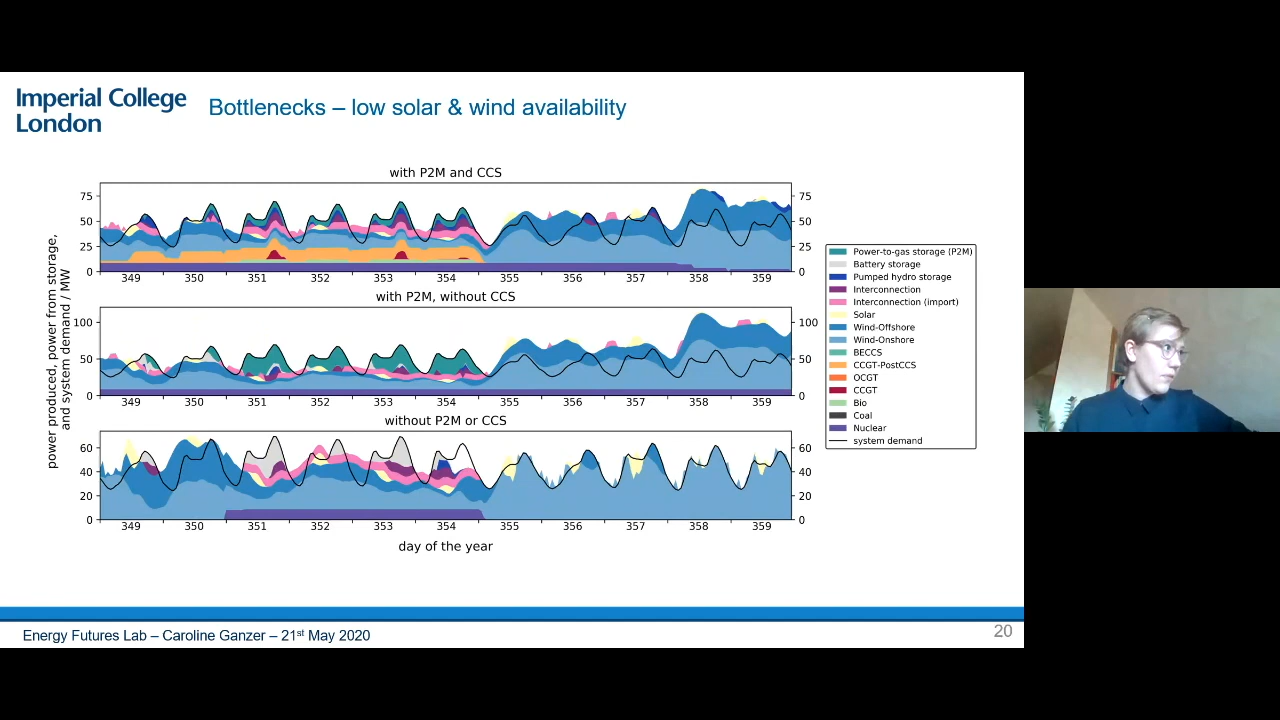 Imperial College
London
Bottlenecks – low solar & wind availability
with P2M and CCS
75
50
25
0
75
50
25
0
349 350 351 352 353 354 355 356 357 358 359
with P2M, without CCS
100
50
0
100
50
0
349 350 351 352 353 354 355 356 357 358 359
without P2M or CCS
60
40
20
0
60
40
20
0
349 350 351 352 353 354 355 356 357 358 359
day of the year
power produced, power from storage,
and system demand / MW
Power-to-gas storage (P2M)
Battery storage
Pumped hydro storage
Interconnection
Interconnection (import)
Solar
Wind-Offshore
Wind-Onshore
BECCS
CCGT-PostCCS
OCGT
CCGT
Bio
Coal
Nuclear
system demand
Energy Futures Lab – Caroline Ganzer – 21st May 2020
20